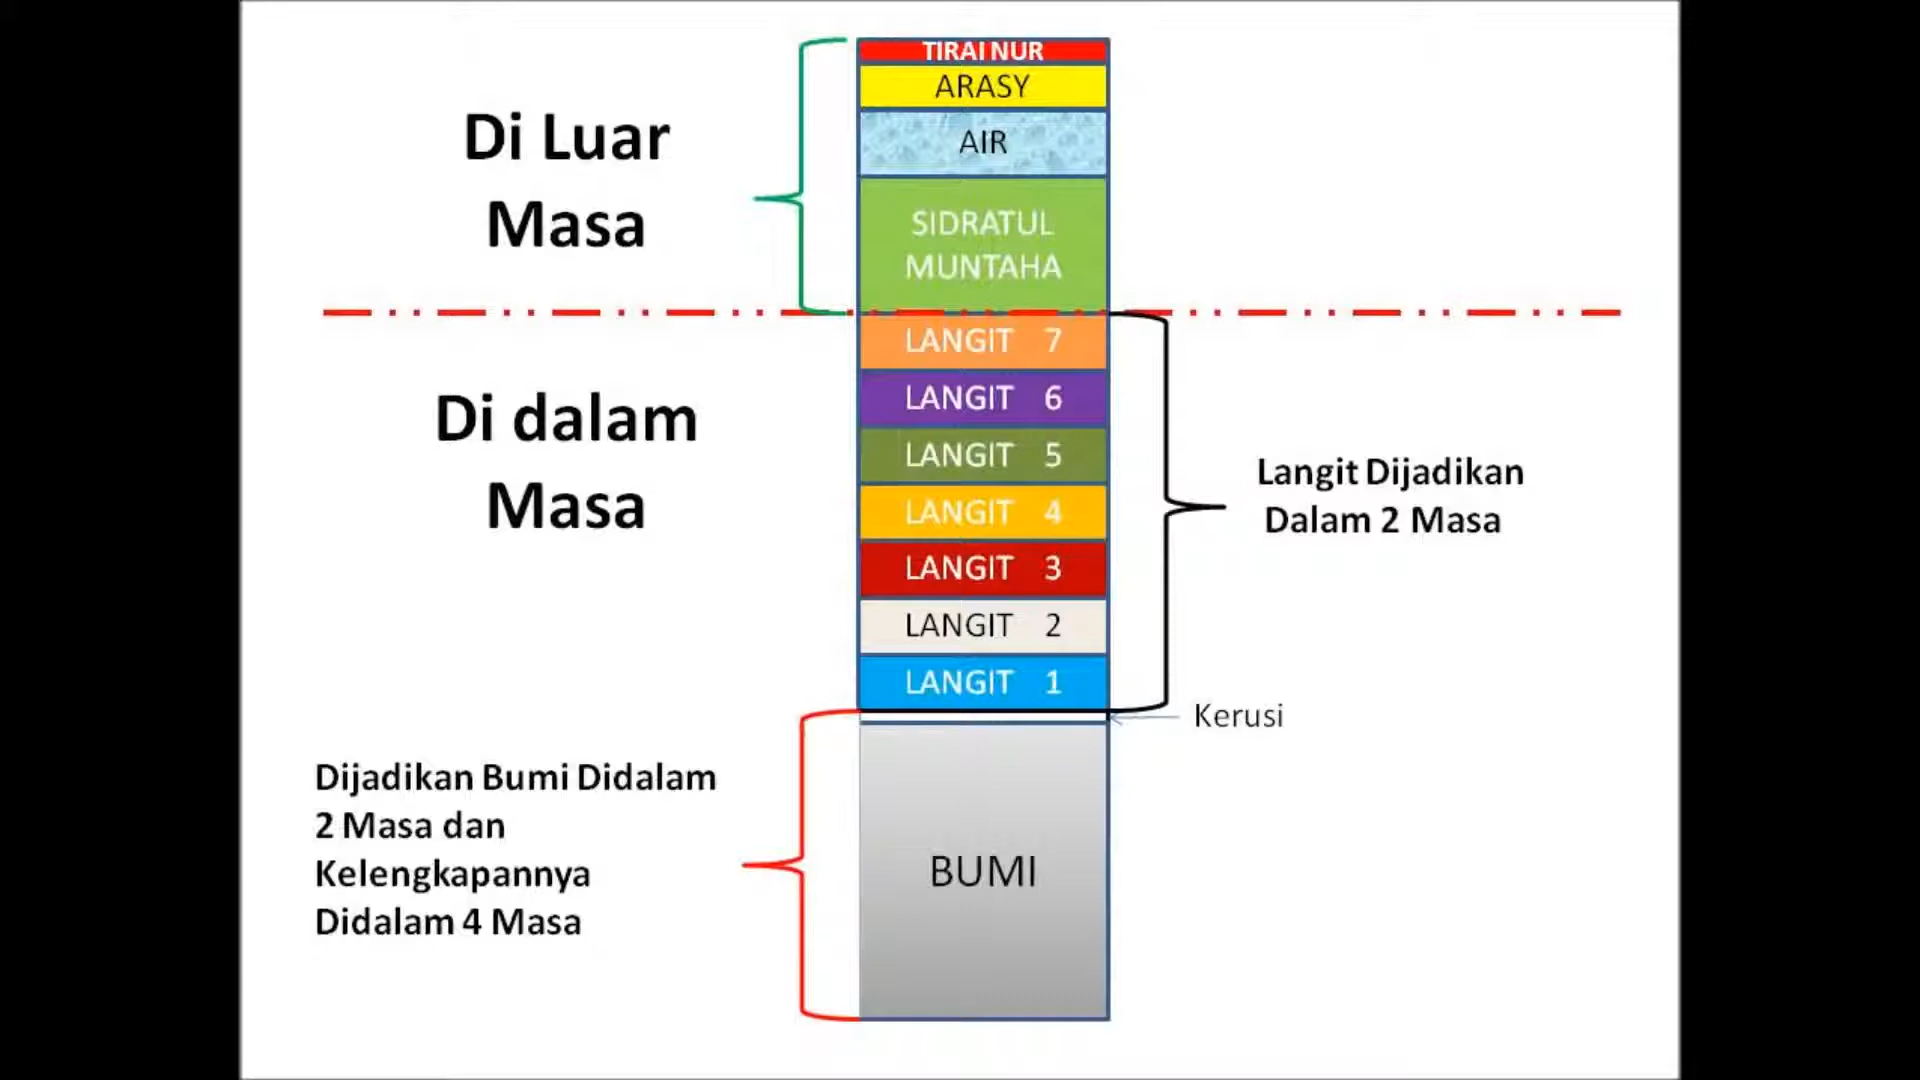 TIRAI NUR
ARASY
AIR
SIDRATUL
MUNTAHA
Di Luar
Masa
LANGIT 7
LANGIT 6
LANGIT 5
LANGIT 4
LANGIT 3
LANGIT 2
LANGIT 1
Di dalam
Masa
Langit Dijadikan
Dalam 2 Masa
Kerusi
Dijadikan Bumi Didalam
2 Masa dan
Kelengkapannya
Didalam 4 Masa
BUMI